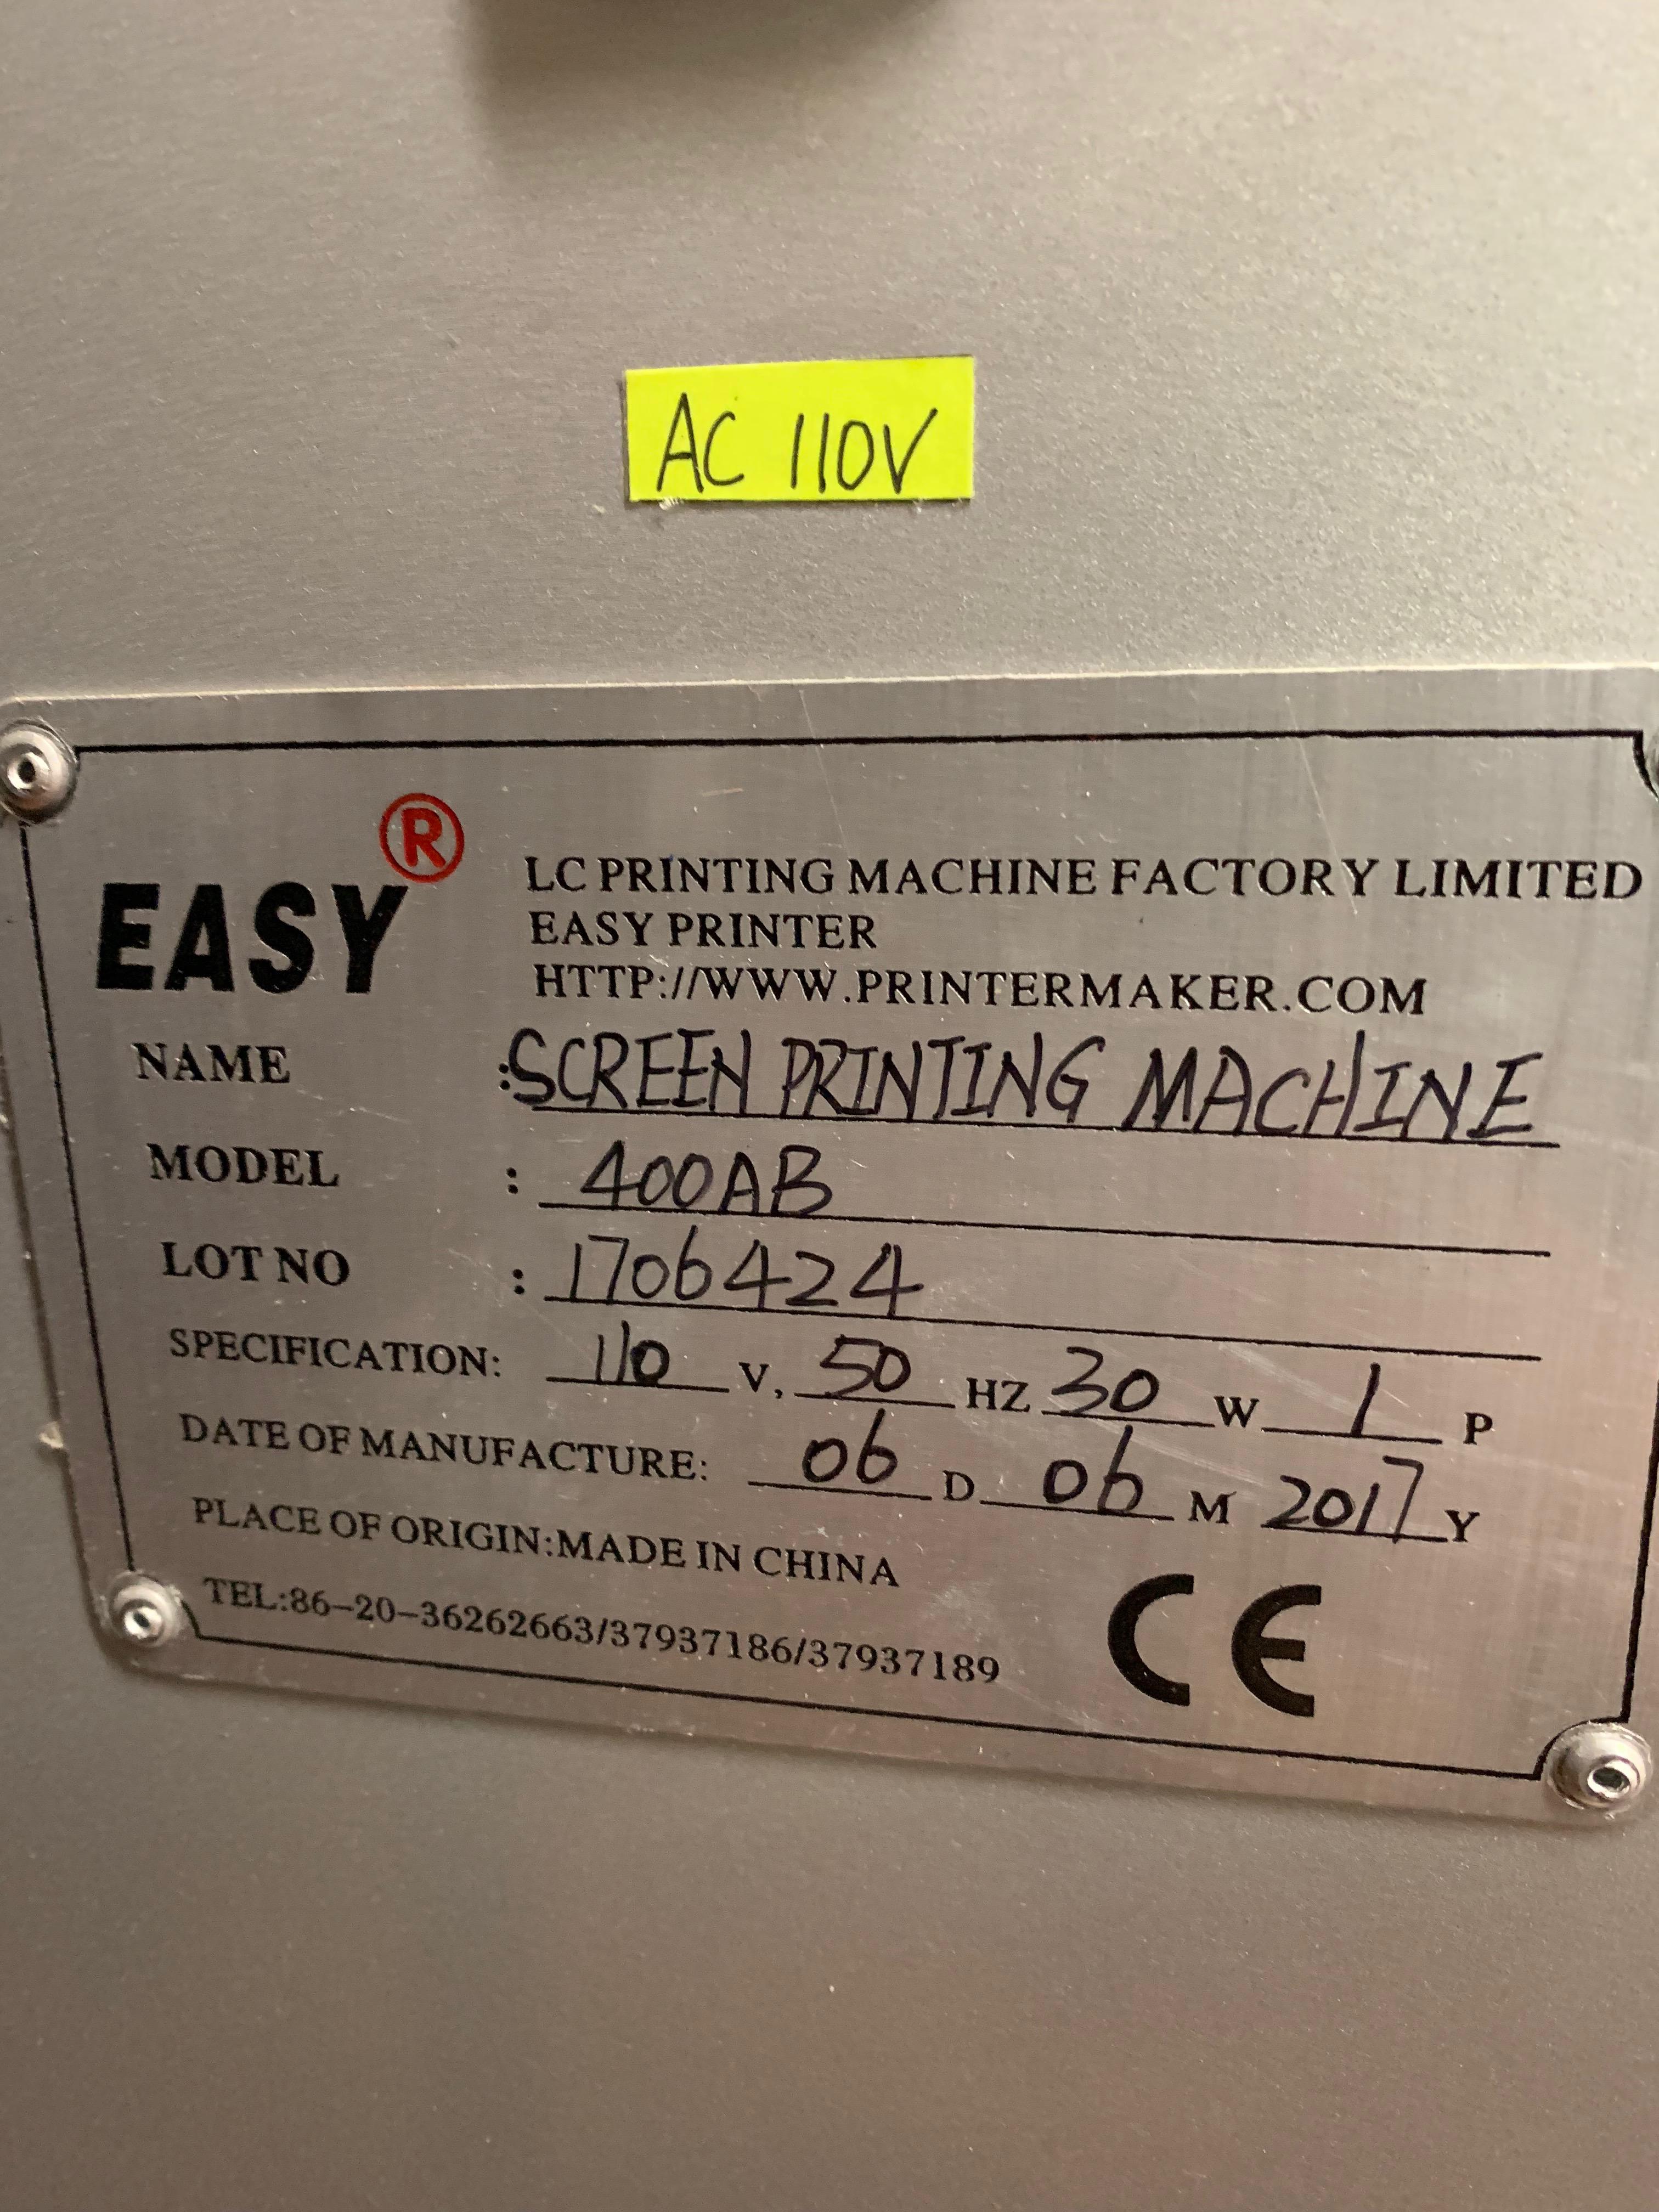 AC 110V
EASY ®
LC PRINTING MACHINE FACTORY LIMITED
EASY PRINTER
HTTP://WWW.PRINTERMAKER.COM
NAME :SCREEN PRINTING MACHINE
MODEL : 400AB
LOT NO : 1706424
SPECIFICATION: 110 V, 50 HZ 30 W 1 P
DATE OF MANUFACTURE: 06 D 06 M 2017 Y
PLACE OF ORIGIN:MADE IN CHINA
TEL:86-20-36262663/37937186/37937189
CE